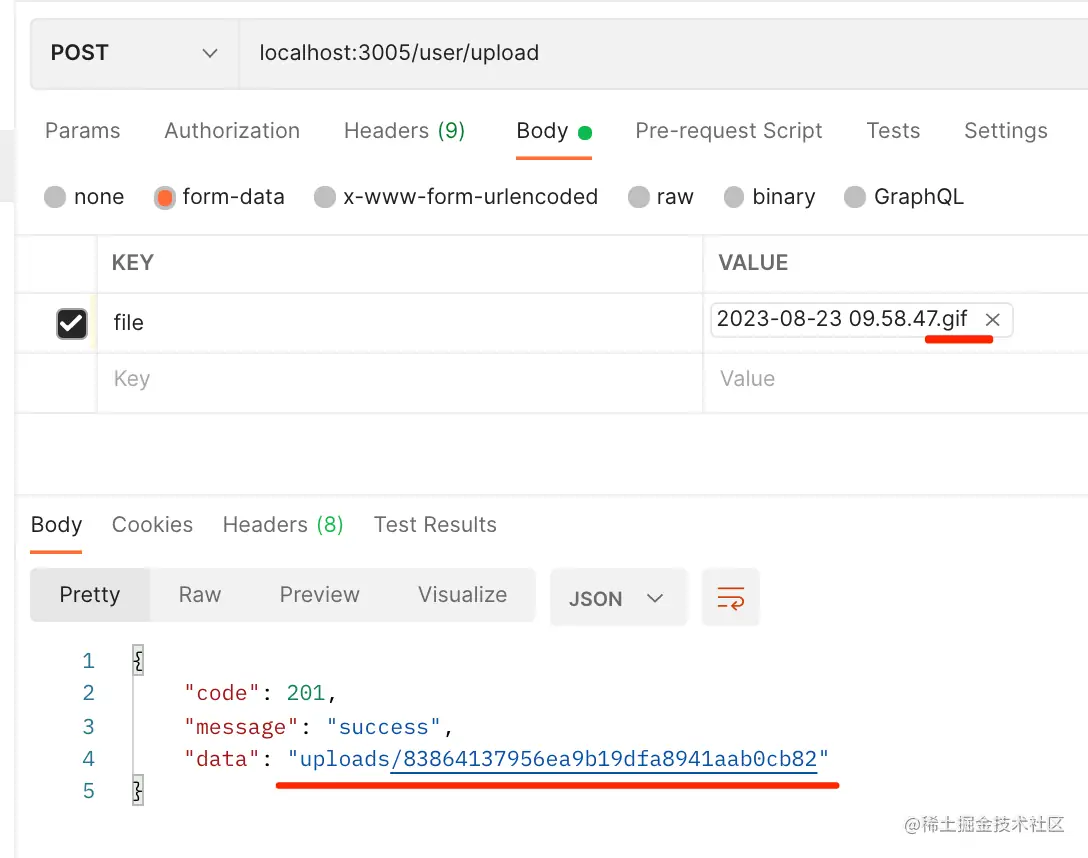 POST localhost:3005/user/upload
Params Authorization Headers (9) Body Pre-request Script Tests Settings
none form-data x-www-form-urlencoded raw binary GraphQL
KEY VALUE
file 2023-08-23 09.58.47.gif
Key Value
Body Cookies Headers (8) Test Results
Pretty Raw Preview Visualize JSON
1 {
2 "code": 201,
3 "message": "success",
4 "data": "uploads/83864137956ea9b19dfa8941aab0cb82"
5 }
@稀土掘金技术社区